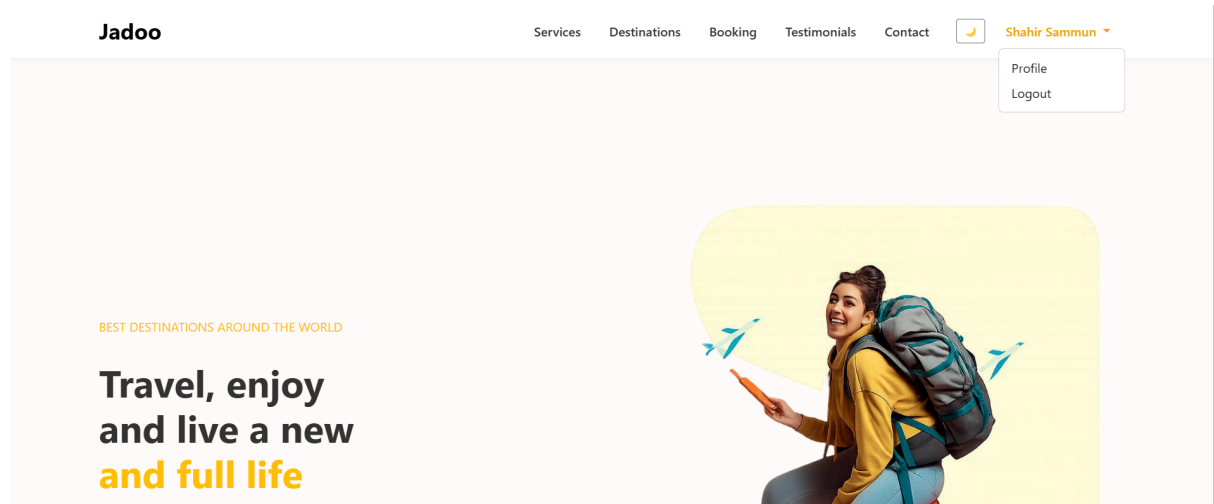 Jadoo
Services Destinations Booking Testimonials Contact Shahir Sammun
Profile
Logout
BEST DESTINATIONS AROUND THE WORLD
Travel, enjoy
and live a new
and full life